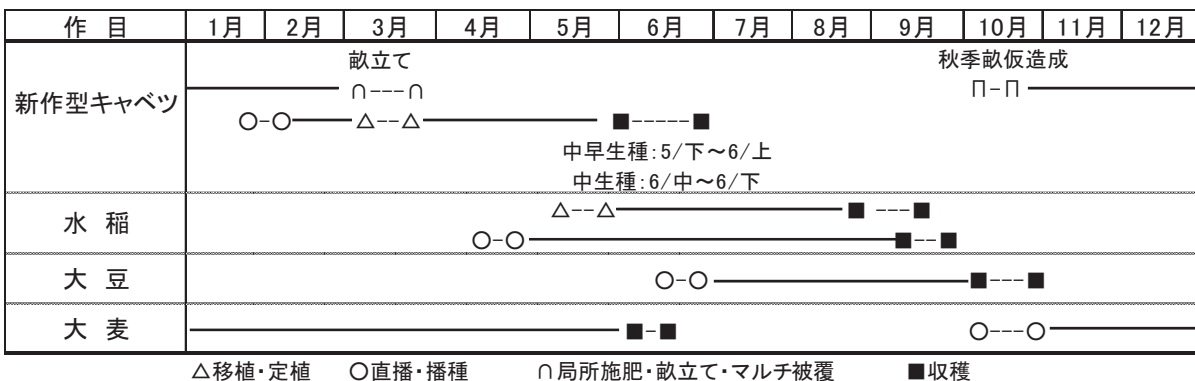 作 目 1月 2月 3月 4月 5月 6月 7月 8月 9月 10月 11月 12月
畝立て 秋季畝仮造成
新作型キャベツ
中早生種:5/下～6/上
中生種:6/中～6/下
水 稲
大 豆
大 麦
△移植・定植 ○直播・播種 ∩局所施肥・畝立て・マルチ被覆 ■収穫